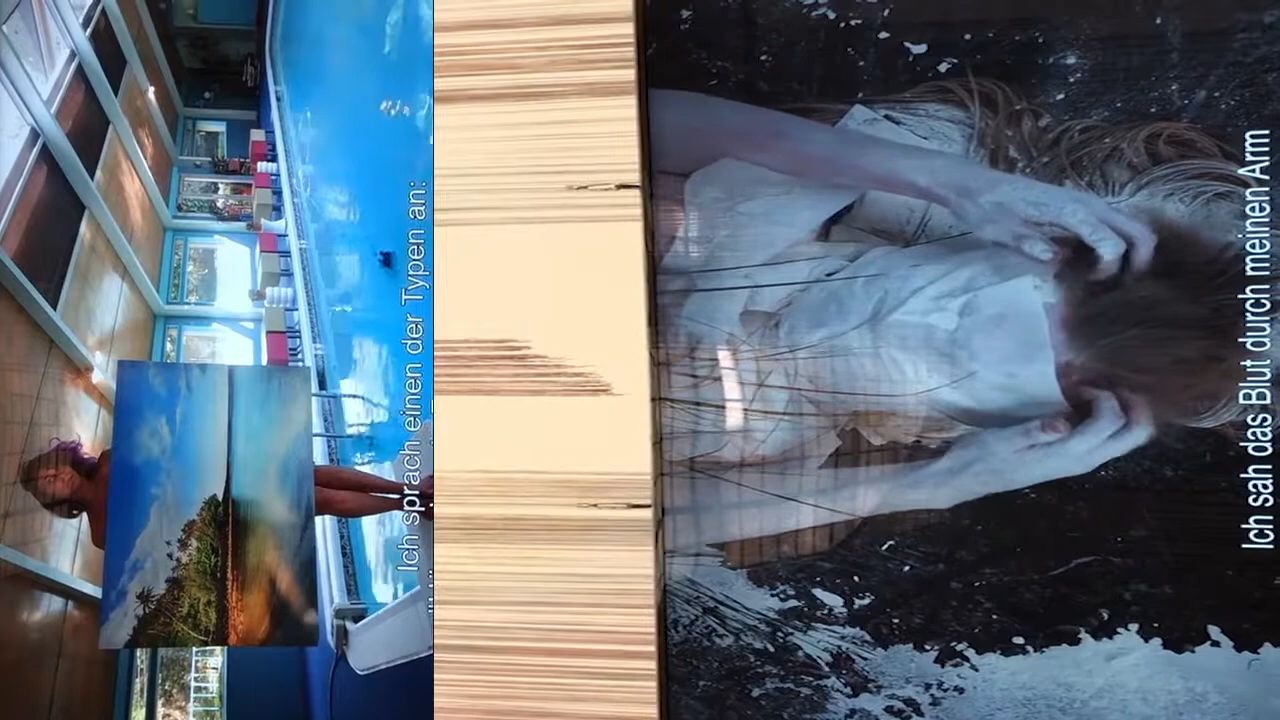 Ich sprach einen der Typen an:
Ich sah das Blut durch meinen Arm